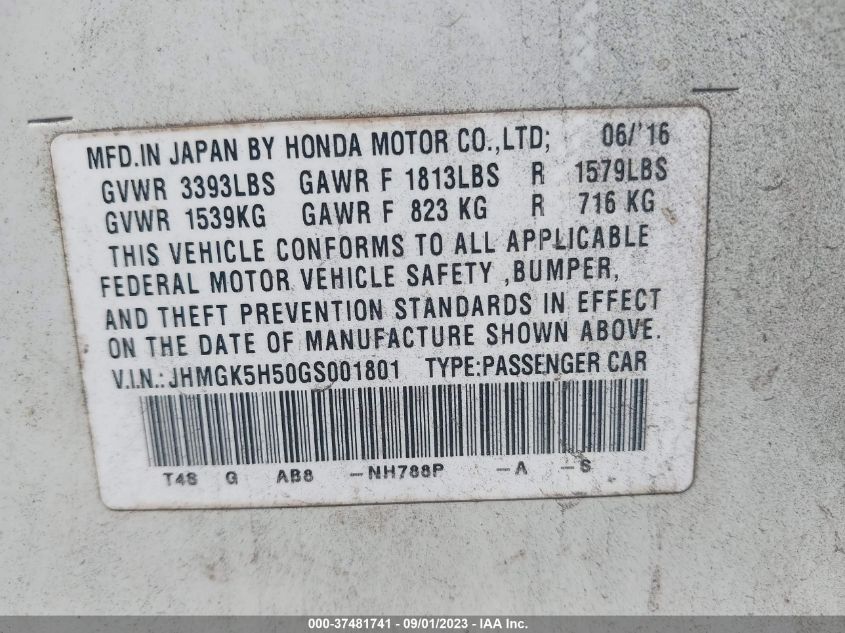 MFD.IN JAPAN BY HONDA MOTOR CO.,LTD; 06/'16
GVWR 3393LBS GAWR F 1813LBS R 1579LBS
GVWR 1539KG GAWR F 823 KG R 716 KG
THIS VEHICLE CONFORMS TO ALL APPLICABLE
FEDERAL MOTOR VEHICLE SAFETY ,BUMPER,
AND THEFT PREVENTION STANDARDS IN EFFECT
ON THE DATE OF MANUFACTURE SHOWN ABOVE.
V.I.N.: JHMGK5H50GS001801 TYPE:PASSENGER CAR
T4S G AB8 -NH788P -A -S
000-37481741 - 09/01/2023 - IAA Inc.